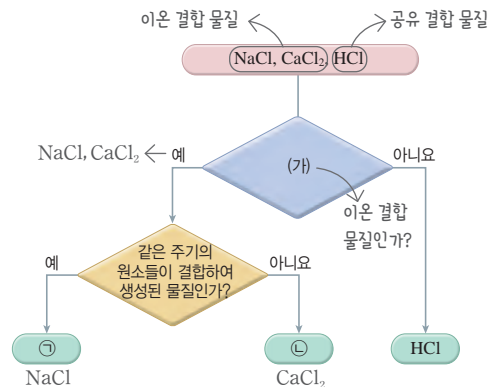 이온 결합 물질 공유 결합 물질
NaCl, CaCl₂, HCl
NaCl, CaCl₂ 예 아니요
(가)
이온 결합
물질인가?
같은 주기의
원소들이 결합하여
생성된 물질인가?
예 아니요
㉠ ㉡ HCl
NaCl CaCl₂